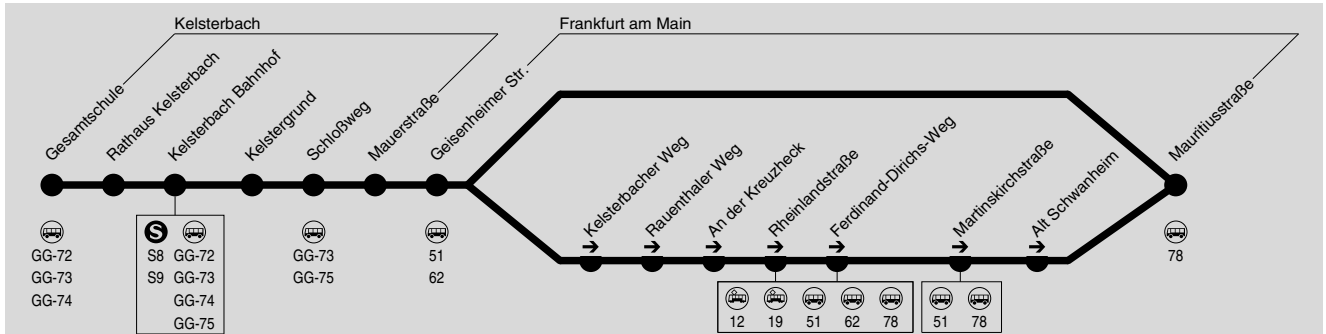 Kelsterbach
Frankfurt am Main
Gesamtschule
Rathaus Kelsterbach
Kelsterbach Bahnhof
Kelstergrund
Schloßweg
Mauerstraße
Geisenheimer Str.
Kelsterbacher Weg
Rauenthaler Weg
An der Kreuzheck
Rheinlandstraße
Ferdinand-Dirichs-Weg
Martinskirchstraße
Alt Schwanheim
Mauritiusstraße
GG-72
GG-73
GG-74
S
S8 GG-72
S9 GG-73
GG-74
GG-75
GG-73
GG-75
51
62
12 19 51 62 78
51 78
78